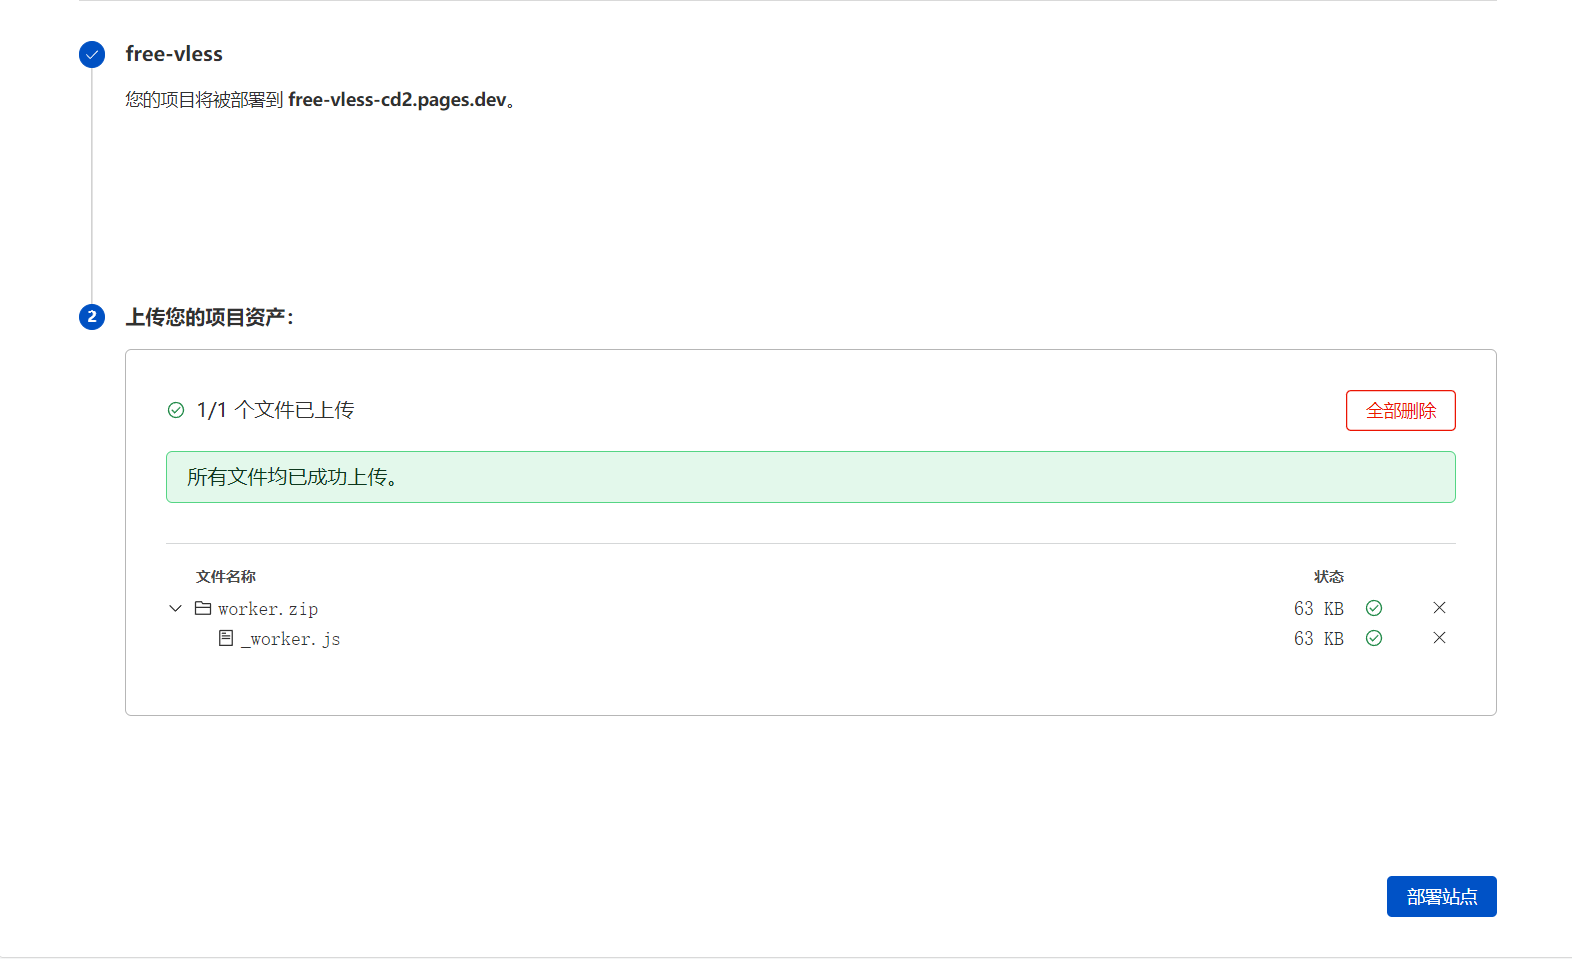 free-vless
您的项目将被部署到 free-vless-cd2.pages.dev。
2 上传您的项目资产：
1/1 个文件已上传 全部删除
所有文件均已成功上传。
文件名称 状态
worker.zip 63 KB
_worker.js 63 KB
部署站点